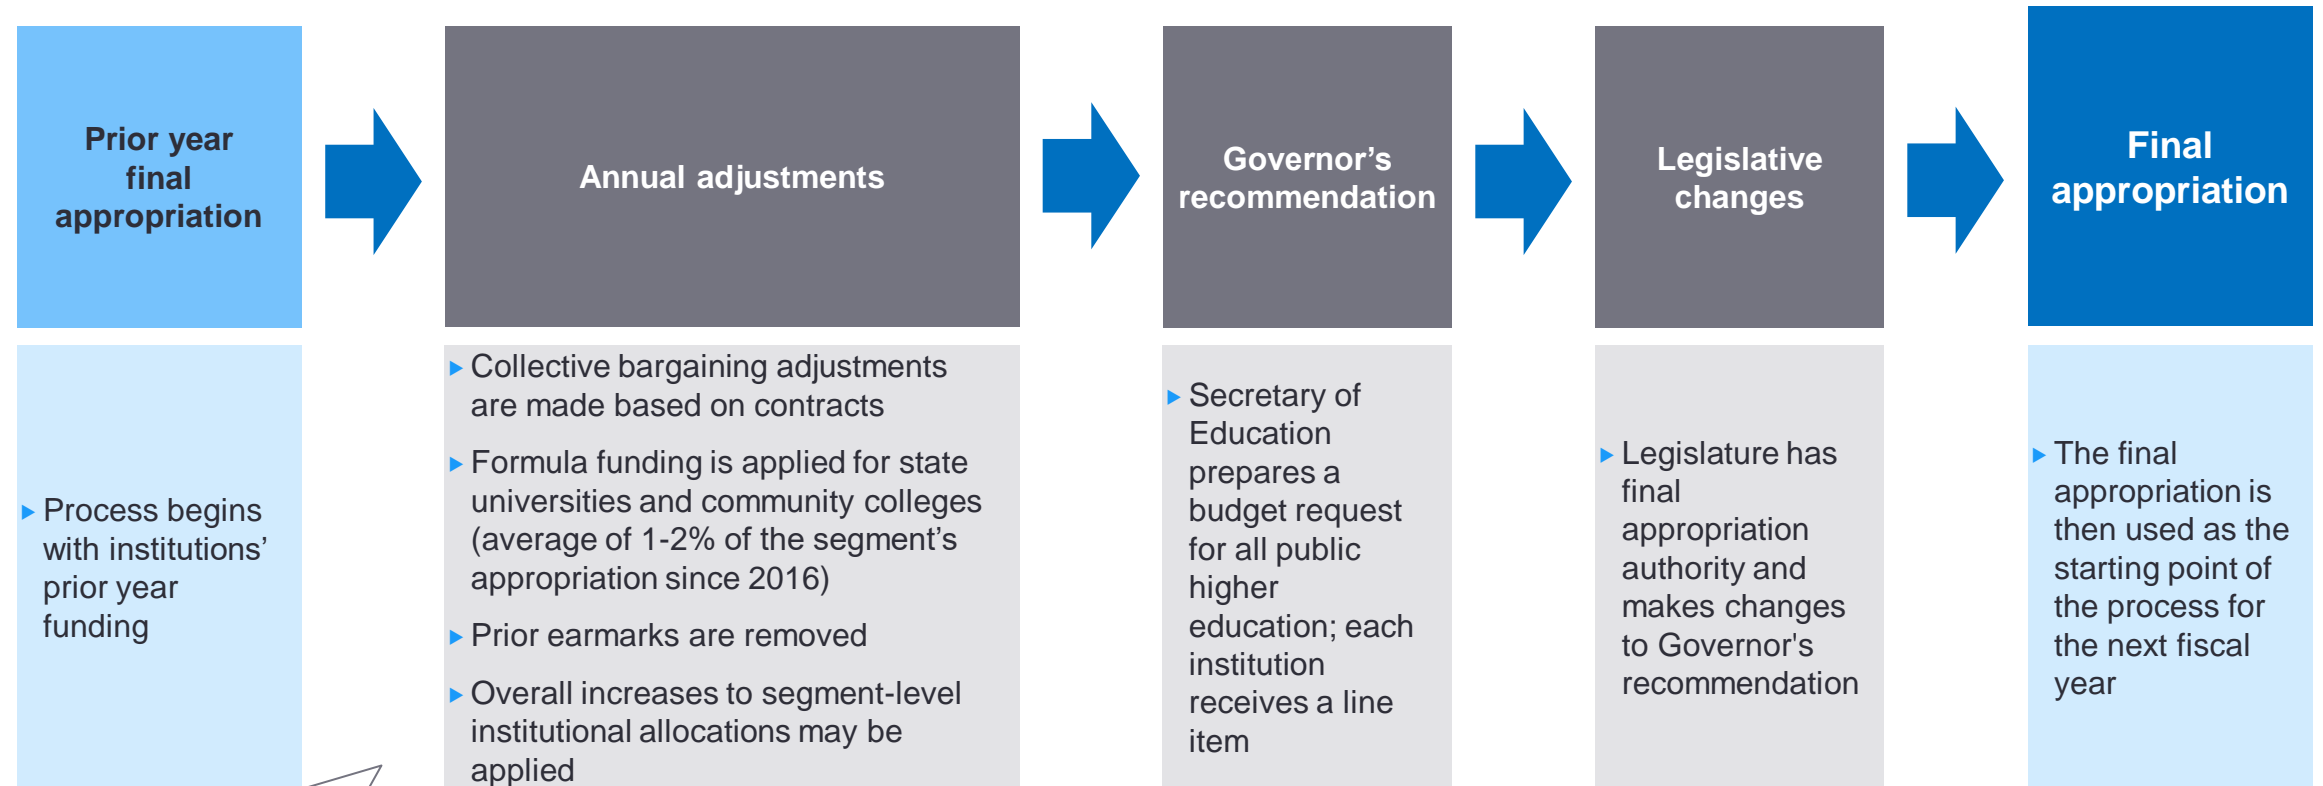 Prior year
final
appropriation
Annual adjustments
Governor’s
recommendation
Legislative
changes
Final
appropriation
Process begins
with institutions’
prior year
funding
Collective bargaining adjustments
are made based on contracts
Formula funding is applied for state
universities and community colleges
(average of 1-2% of the segment’s
appropriation since 2016)
Prior earmarks are removed
Overall increases to segment-level
institutional allocations may be
applied
Secretary of
Education
prepares a
budget request
for all public
higher
education; each
institution
receives a line
item
Legislature has
final
appropriation
authority and
makes changes
to Governor's
recommendation
The final
appropriation is
then used as the
starting point of
the process for
the next fiscal
year